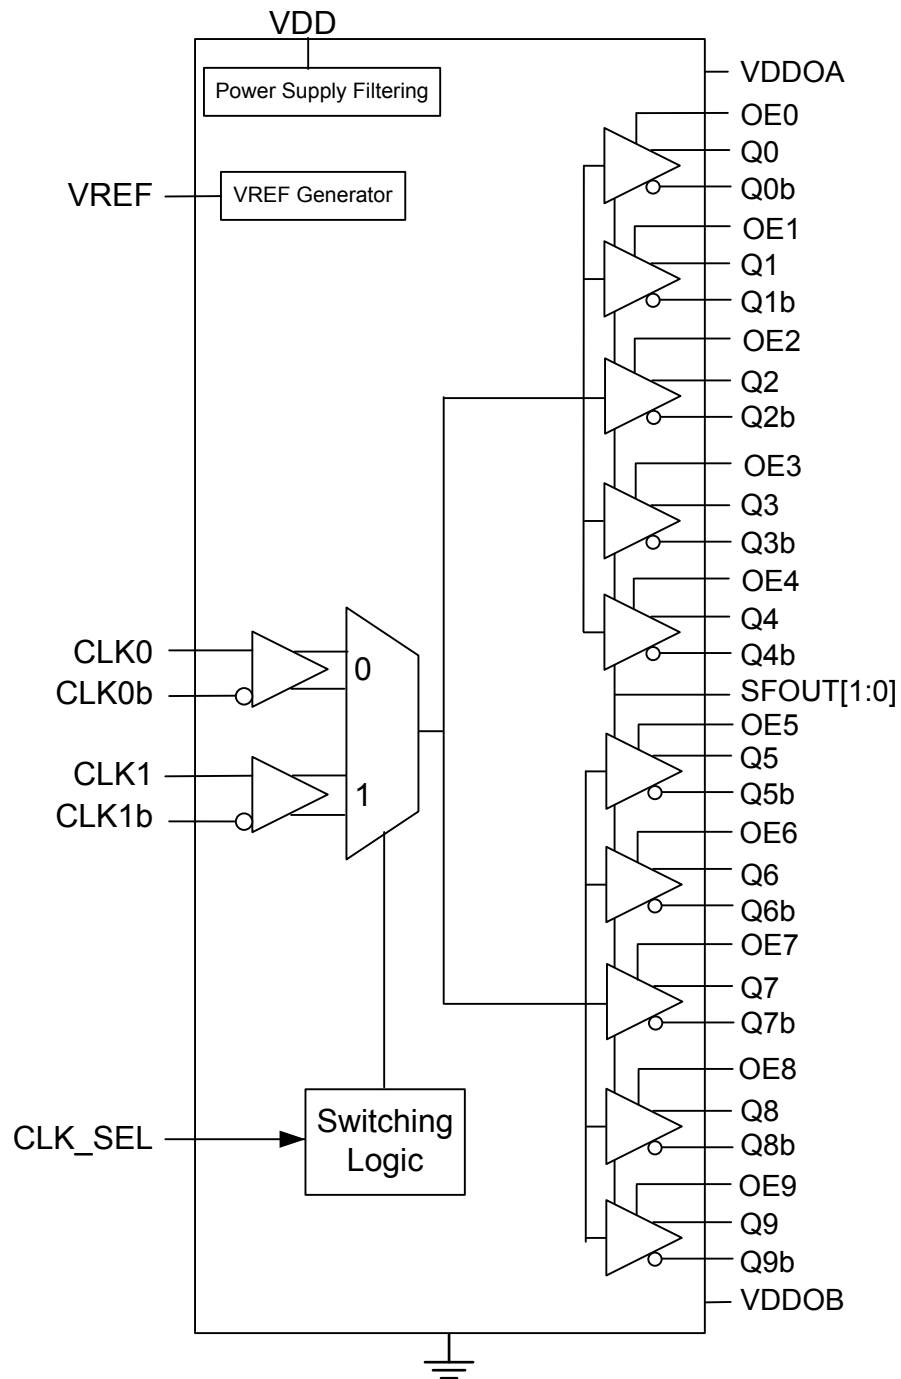 VDD
Power Supply Filtering
VREF
VREF Generator
CLK0
CLK0b
CLK1
CLK1b
0
1
CLK_SEL
Switching
Logic
VDDOA
OE0
Q0
Q0b
OE1
Q1
Q1b
OE2
Q2
Q2b
OE3
Q3
Q3b
OE4
Q4
Q4b
SFOUT[1:0]
OE5
Q5
Q5b
OE6
Q6
Q6b
OE7
Q7
Q7b
OE8
Q8
Q8b
OE9
Q9
Q9b
VDDOB